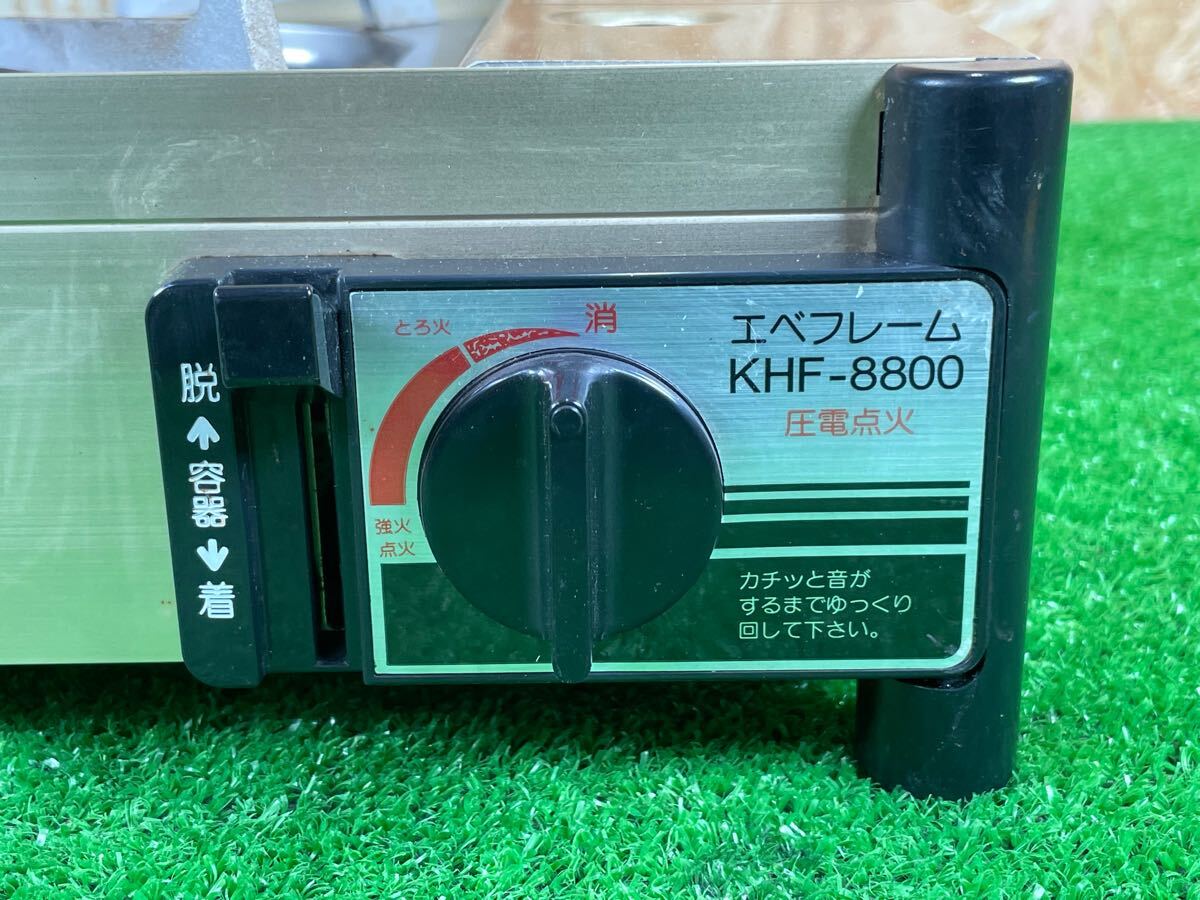 脱
↑
容器
↓
着
とろ火
消
強火
点火
エベフレーム
KHF-8800
圧電点火
カチッと音が
するまでゆっくり
回して下さい。